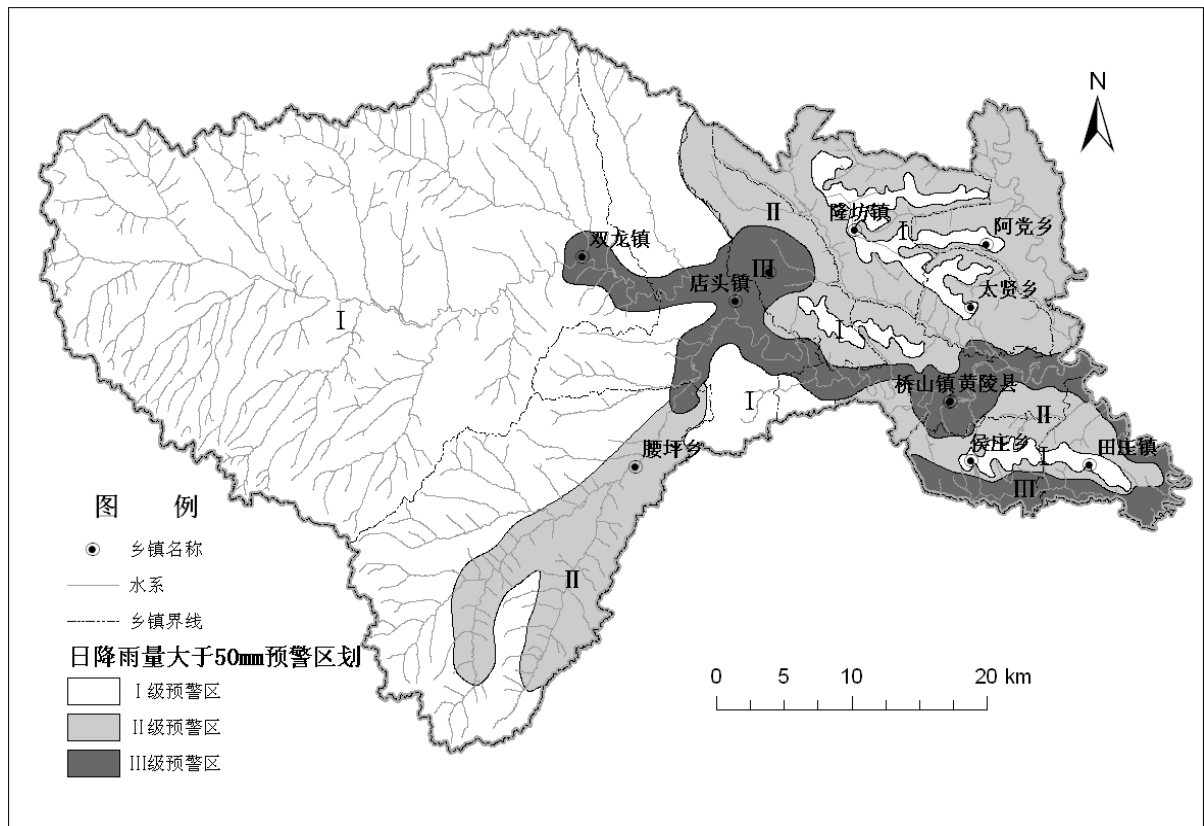 N
Ⅱ
隆坊镇
Ⅰ
阿党乡
双龙镇
Ⅲ
店头镇
太贤乡
Ⅰ
Ⅰ
桥山镇 黄陵县
Ⅰ
Ⅱ
腰坪乡
侯庄乡
Ⅰ
田庄镇
Ⅲ
Ⅱ
图 例
乡镇名称
水系
乡镇界线
日降雨量大于50mm预警区划
Ⅰ级预警区
Ⅱ级预警区
III级预警区
0 5 10 20 km